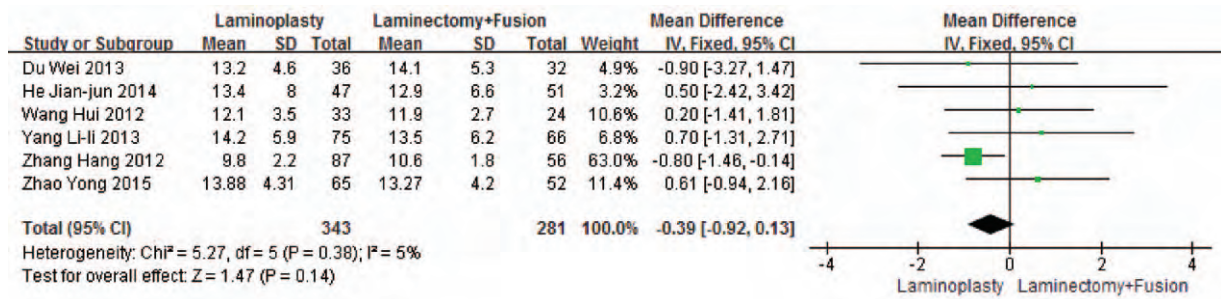 Laminoplasty Laminectomy+Fusion Mean Difference Mean Difference
Study or Subgroup Mean SD Total Mean SD Total Weight IV, Fixed, 95% CI IV, Fixed, 95% CI
Du Wei 2013 13.2 4.6 36 14.1 5.3 32 4.9% -0.90 [-3.27, 1.47]
He Jian-jun 2014 13.4 8 47 12.9 6.6 51 3.2% 0.50 [-2.42, 3.42]
Wang Hui 2012 12.1 3.5 33 11.9 2.7 24 10.6% 0.20 [-1.41, 1.81]
Yang Li-li 2013 14.2 5.9 75 13.5 6.2 66 6.8% 0.70 [-1.31, 2.71]
Zhang Hang 2012 9.8 2.2 87 10.6 1.8 56 63.0% -0.80 [-1.46, -0.14]
Zhao Yong 2015 13.88 4.31 65 13.27 4.2 52 11.4% 0.61 [-0.94, 2.16]
Total (95% CI) 343 281 100.0% -0.39 [-0.92, 0.13]
Heterogeneity: Chi² = 5.27, df = 5 (P = 0.38); I² = 5%
Test for overall effect: Z = 1.47 (P = 0.14)
-4 -2 0 2 4
Laminoplasty Laminectomy+Fusion